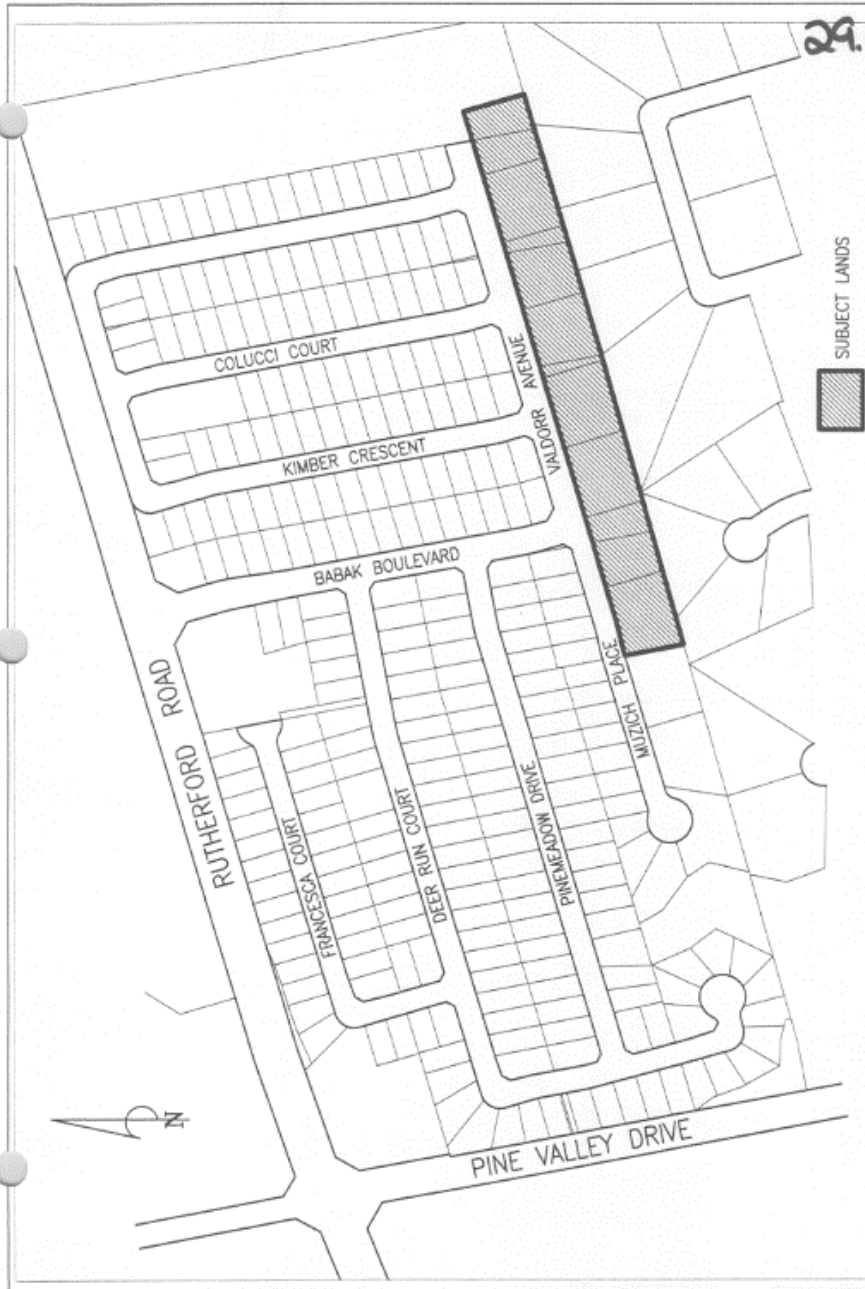 29.
RUTHERFORD ROAD
COLUCCI COURT
KIMBER CRESCENT
VALDORR AVENUE
BABAK BOULEVARD
FRANCESCA COURT
DEER RUN COURT
PINEMEADOW DRIVE
MUZICH PLACE
PINE VALLEY DRIVE
N
SUBJECT LANDS